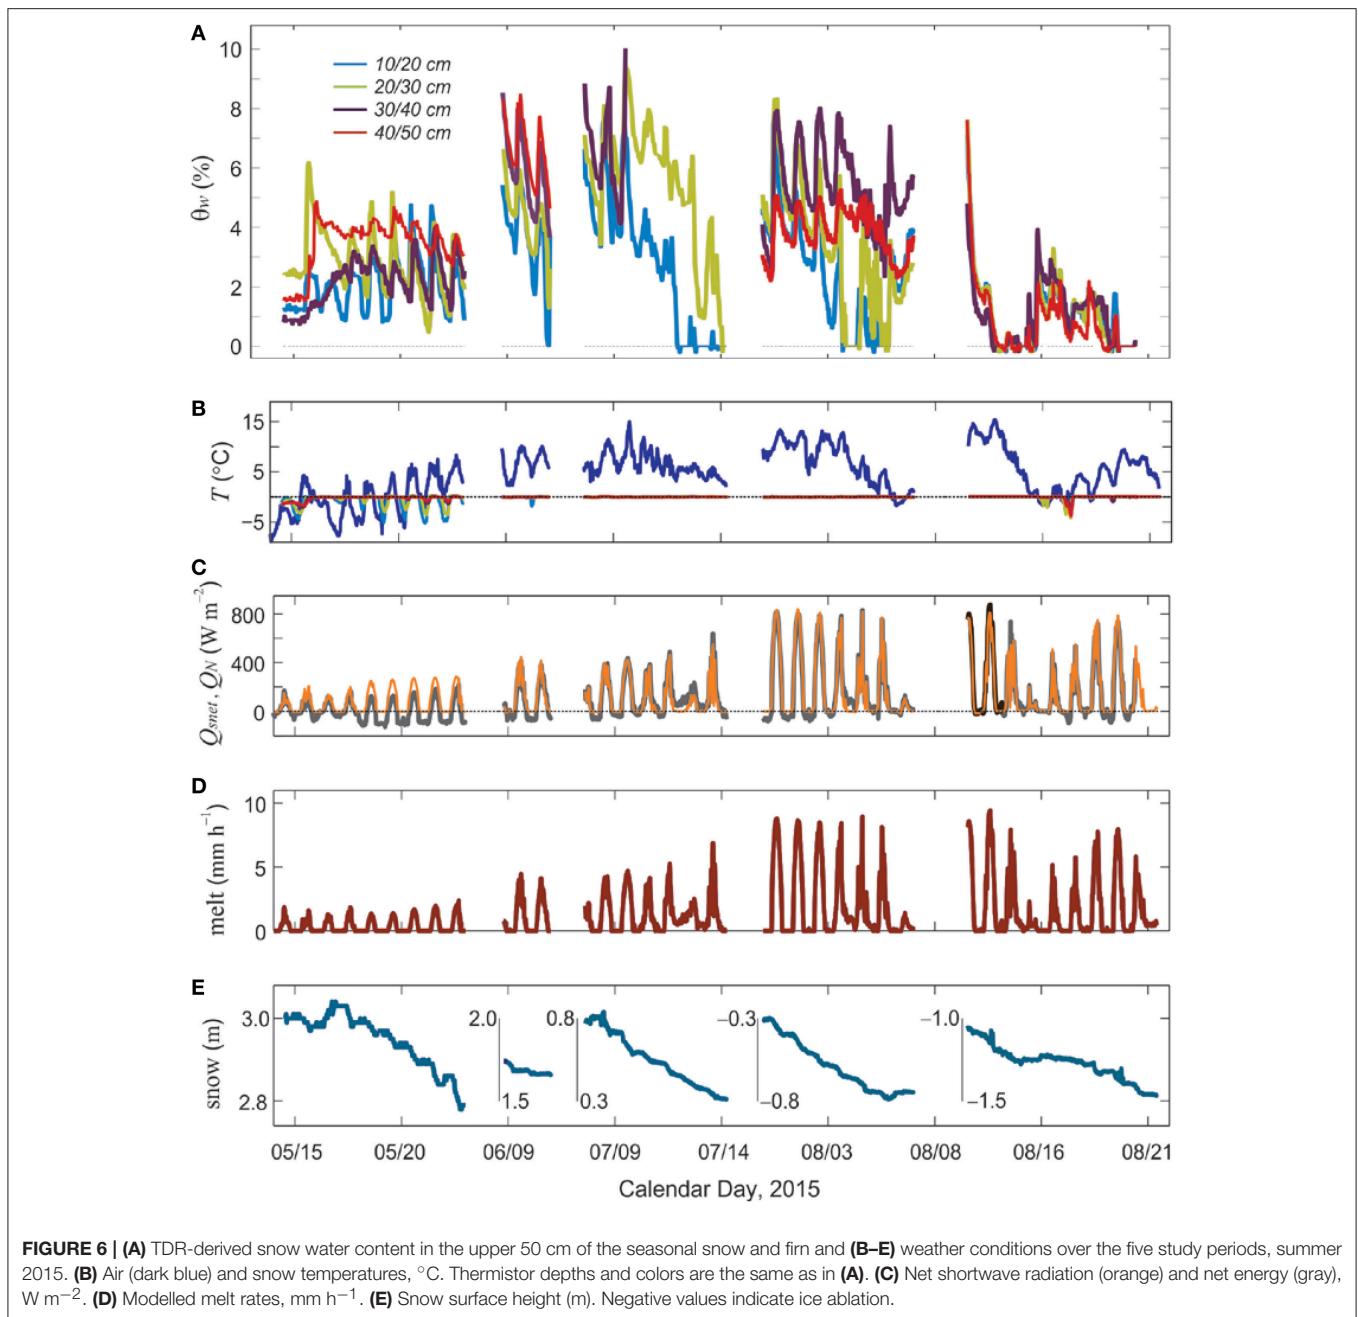 A
10
8
6
4
2
0
θw (%)
10/20 cm
20/30 cm
30/40 cm
40/50 cm
B
15
5
−5
T (°C)
C
800
400
0
Qsnet, QN (W m−2)
D
10
5
0
melt (mm h−1)
E
3.0
2.8
snow (m)
2.0
1.5
0.8
0.3
−0.3
−0.8
−1.0
−1.5
05/15 05/20 06/09 07/09 07/14 08/03 08/08 08/16 08/21
Calendar Day, 2015
FIGURE 6 | (A) TDR-derived snow water content in the upper 50 cm of the seasonal snow and firn and (B–E) weather conditions over the five study periods, summer
2015. (B) Air (dark blue) and snow temperatures, °C. Thermistor depths and colors are the same as in (A). (C) Net shortwave radiation (orange) and net energy (gray),
W m−2. (D) Modelled melt rates, mm h−1. (E) Snow surface height (m). Negative values indicate ice ablation.